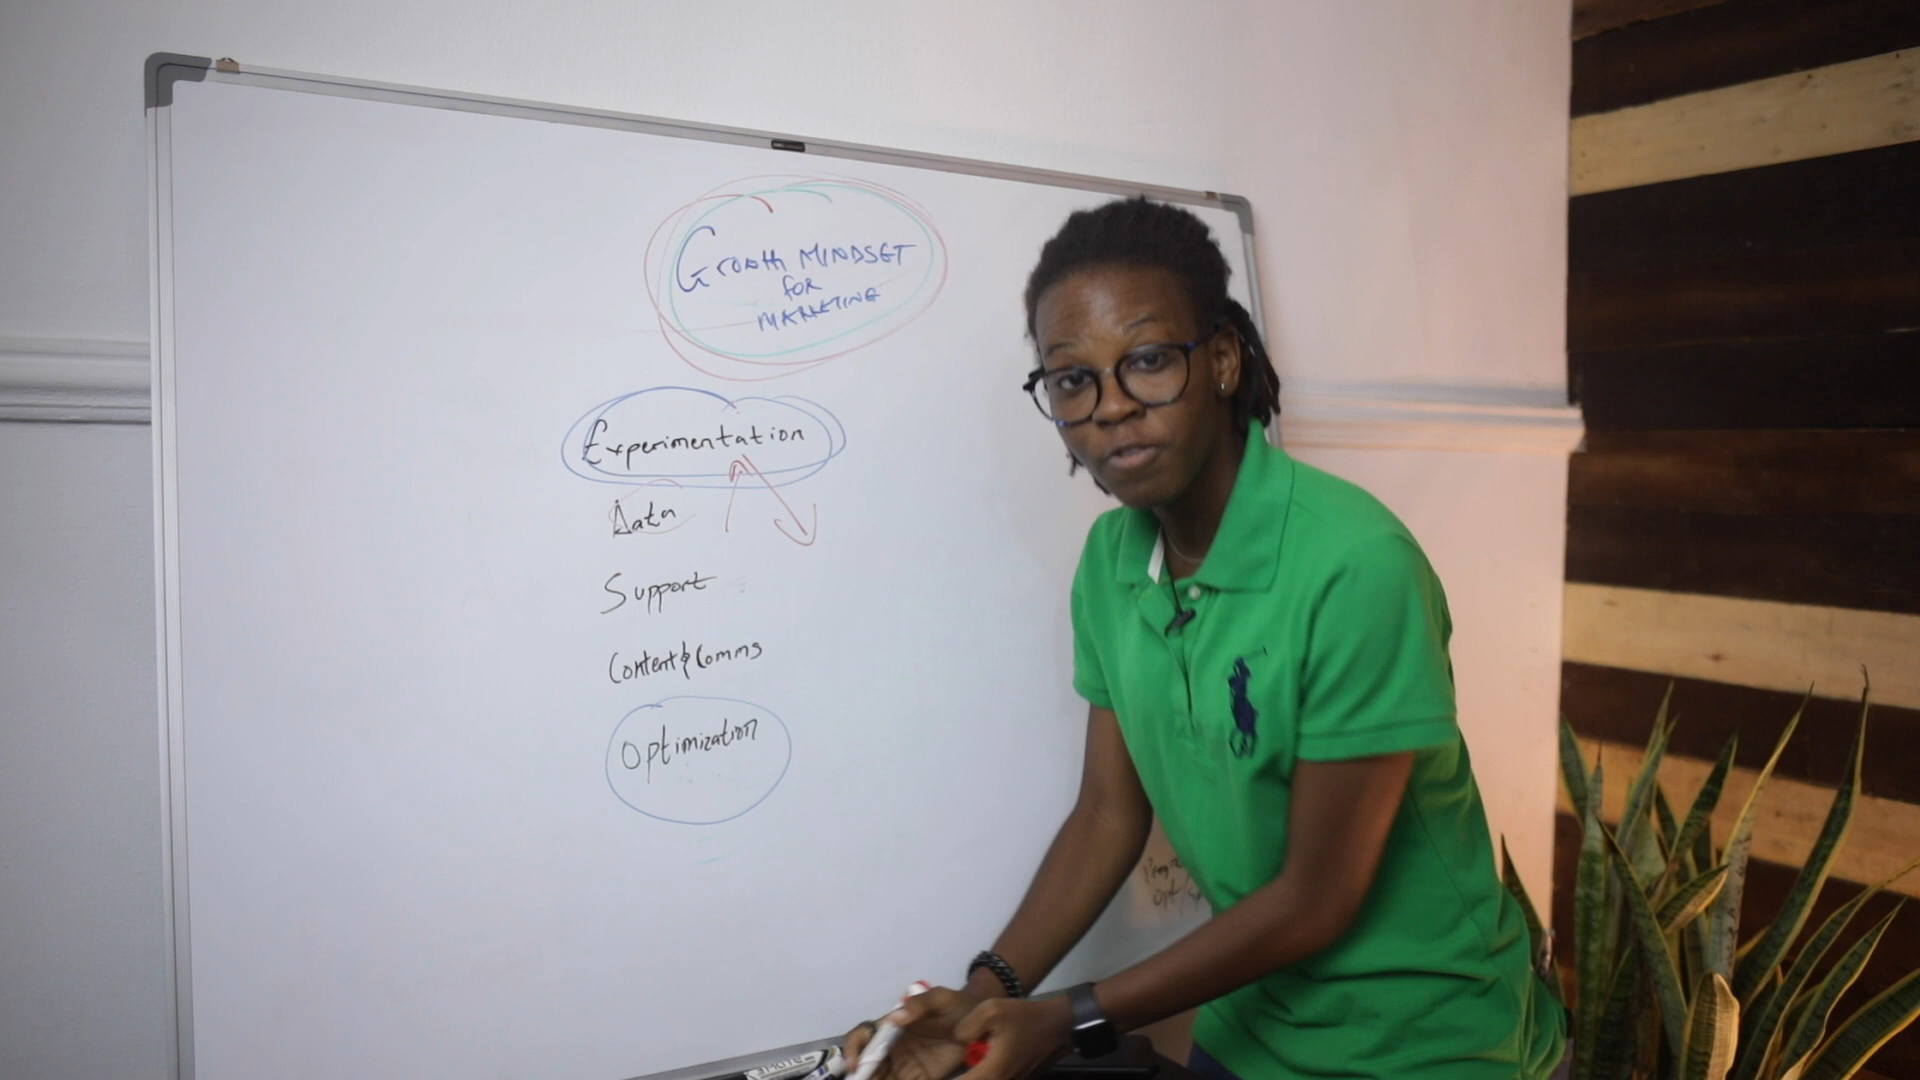 Growth MINDSET
FOR
MARKETING
Experimentation
Data
Support
Content & Comms
Optimization